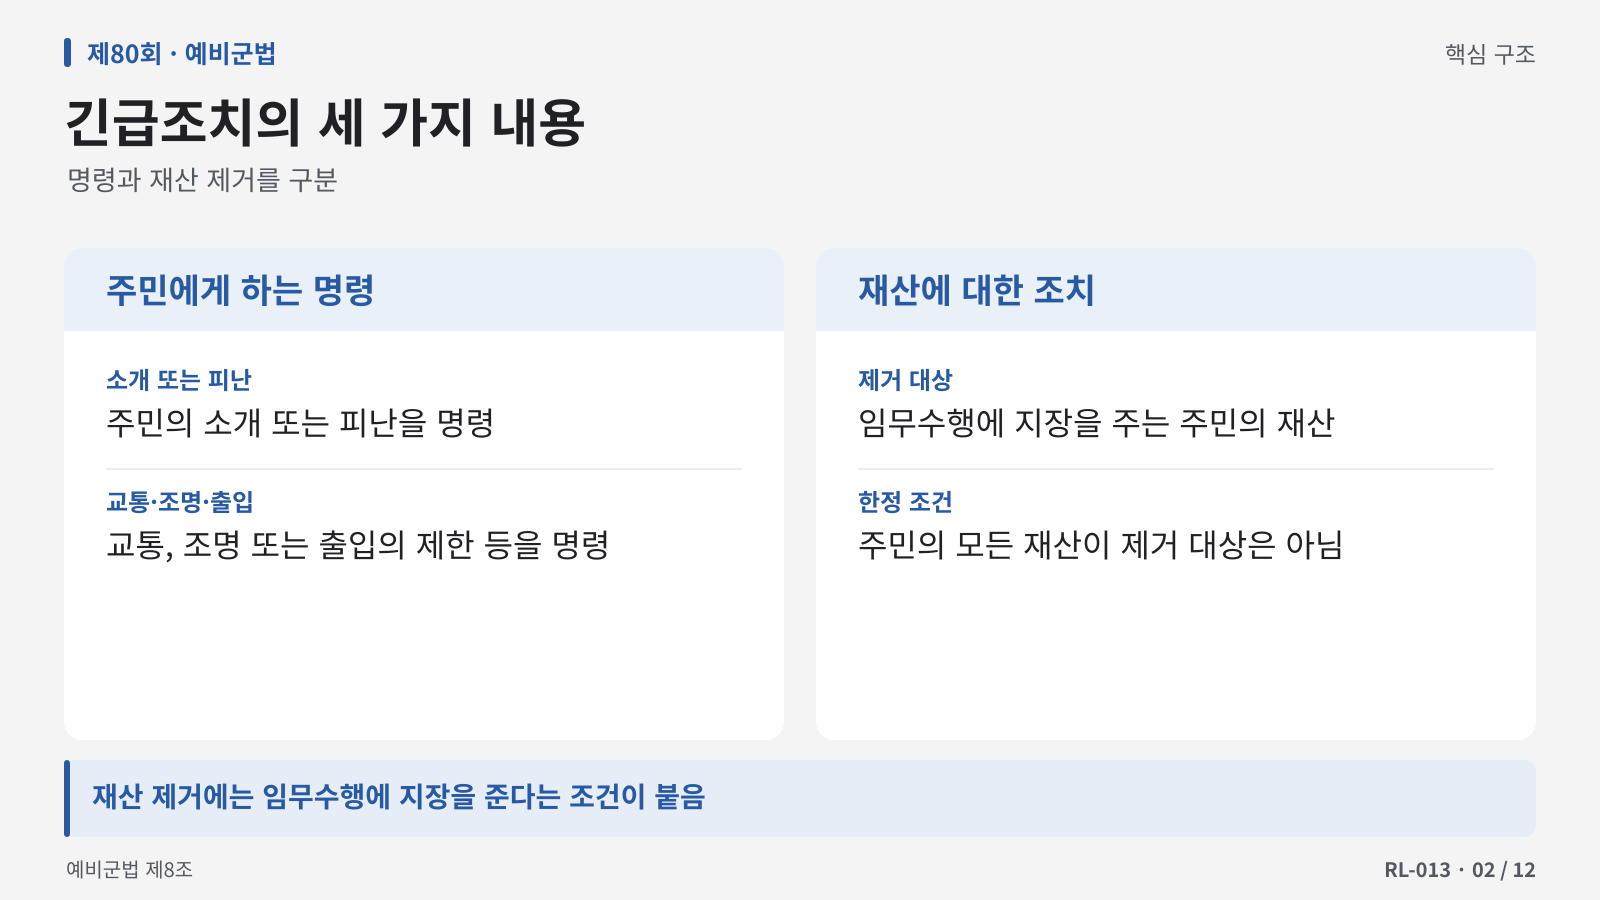 제80회 · 예비군법
핵심 구조
긴급조치의 세 가지 내용
명령과 재산 제거를 구분
주민에게 하는 명령
소개 또는 피난
주민의 소개 또는 피난을 명령
교통·조명·출입
교통, 조명 또는 출입의 제한 등을 명령
재산에 대한 조치
제거 대상
임무수행에 지장을 주는 주민의 재산
한정 조건
주민의 모든 재산이 제거 대상은 아님
재산 제거에는 임무수행에 지장을 준다는 조건이 붙음
예비군법 제8조
RL-013 · 02 / 12